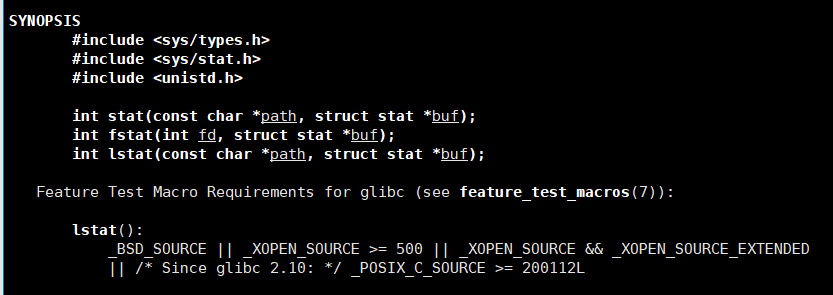 SYNOPSIS
#include <sys/types.h>
#include <sys/stat.h>
#include <unistd.h>
int stat(const char *path, struct stat *buf);
int fstat(int fd, struct stat *buf);
int lstat(const char *path, struct stat *buf);
Feature Test Macro Requirements for glibc (see feature_test_macros(7)):
lstat():
_BSD_SOURCE || _XOPEN_SOURCE >= 500 || _XOPEN_SOURCE && _XOPEN_SOURCE_EXTENDED
|| /* Since glibc 2.10: */ _POSIX_C_SOURCE >= 200112L